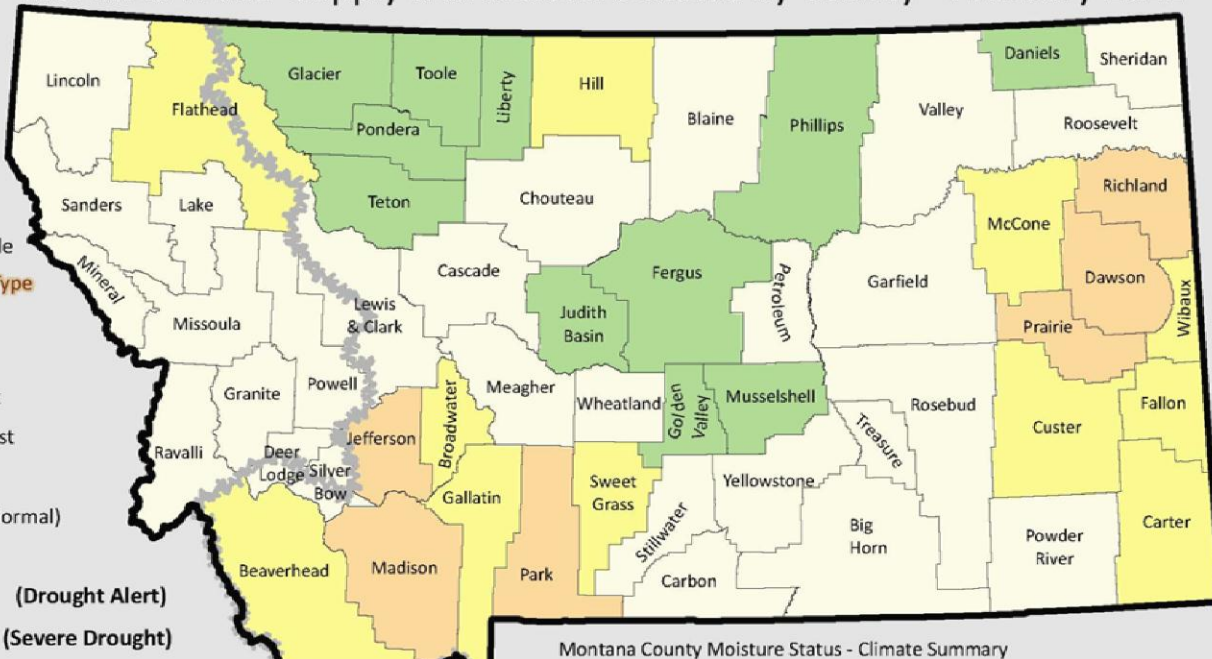 Lincoln
Flathead
Glacier
Toole
Liberty
Hill
Blaine
Phillips
Valley
Daniels
Sheridan
Roosevelt
Pondera
Teton
Chouteau
Sanders
Lake
Mineral
Missoula
Cascade
Lewis
& Clark
Judith
Basin
Fergus
Petroleum
Garfield
McCone
Richland
Dawson
Prairie
Wibaux
Granite
Powell
Meagher
Wheatland
Golden
Valley
Musselshell
Rosebud
Treasure
Custer
Fallon
Ravalli
Deer
Lodge
Silver
Bow
Jefferson
Broadwater
Gallatin
Sweet
Grass
Stillwater
Yellowstone
Big
Horn
Powder
River
Carter
Beaverhead
Madison
Park
Carbon
ype
ormal)
(Drought Alert)
(Severe Drought)
Montana County Moisture Status - Climate Summary